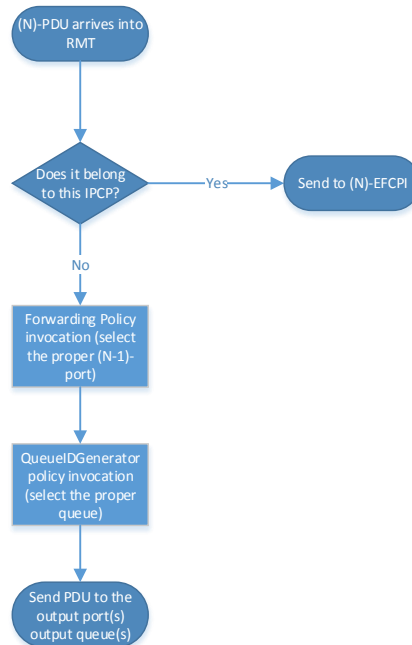 (N)-PDU arrives into
RMT
Does it belong
to this IPCP?
Yes
Send to (N)-EFCPI
No
Forwarding Policy
invocation (select
the proper (N-1)-
port)
QueueIDGenerator
policy invocation
(select the proper
queue)
Send PDU to the
output port(s)
output queue(s)